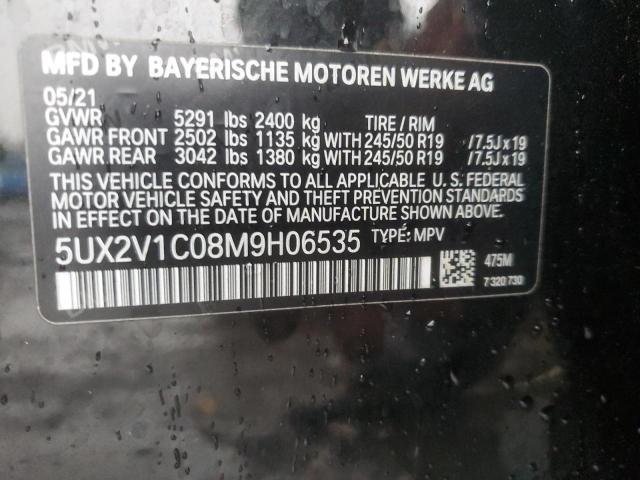 MFD BY BAYERISCHE MOTOREN WERKE AG
05/21
GVWR 5291 lbs 2400 kg TIRE / RIM
GAWR FRONT 2502 lbs 1135 kg WITH 245/50 R19 /7.5J x 19
GAWR REAR 3042 lbs 1380 kg WITH 245/50 R19 /7.5J x 19
THIS VEHICLE CONFORMS TO ALL APPLICABLE U. S. FEDERAL
MOTOR VEHICLE SAFETY AND THEFT PREVENTION STANDARDS
IN EFFECT ON THE DATE OF MANUFACTURE SHOWN ABOVE.
5UX2V1C08M9H06535 TYPE: MPV
475M
7 320 730